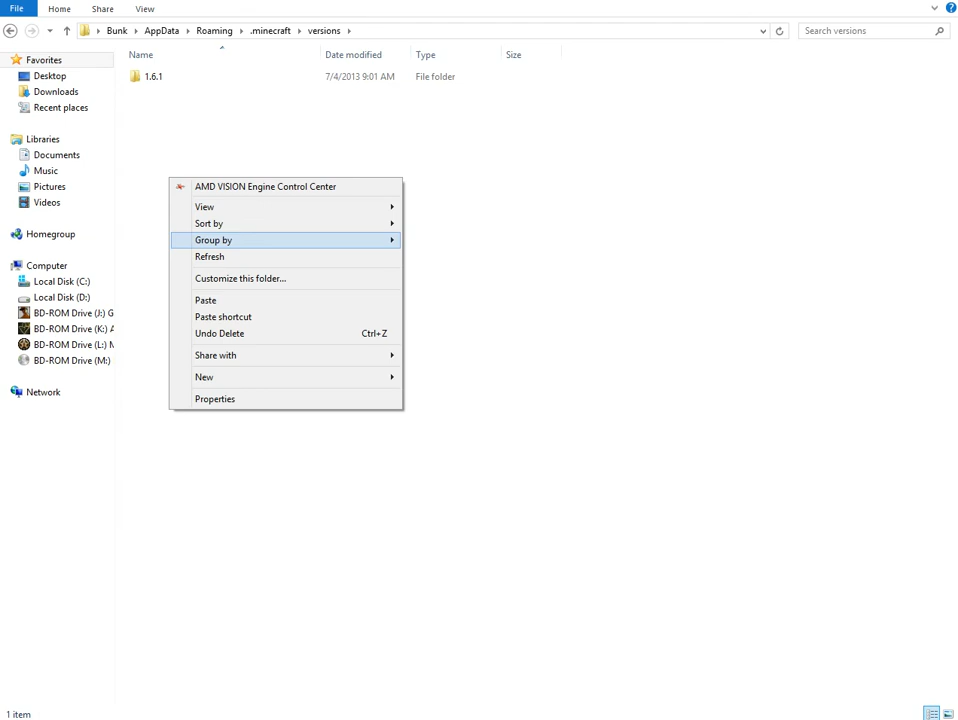 File Home Share View
Bunk AppData Roaming .minecraft versions
Search versions
Name Date modified Type Size
Favorites
Desktop
Downloads
Recent places
Libraries
Documents
Music
Pictures
Videos
Homegroup
Computer
Local Disk (C:)
Local Disk (D:)
BD-ROM Drive (J:) G
BD-ROM Drive (K:) A
BD-ROM Drive (L:) M
BD-ROM Drive (M:)
Network
1.6.1 7/4/2013 9:01 AM File folder
AMD VISION Engine Control Center
View
Sort by
Group by
Refresh
Customize this folder...
Paste
Paste shortcut
Undo Delete Ctrl+Z
Share with
New
Properties
1 item